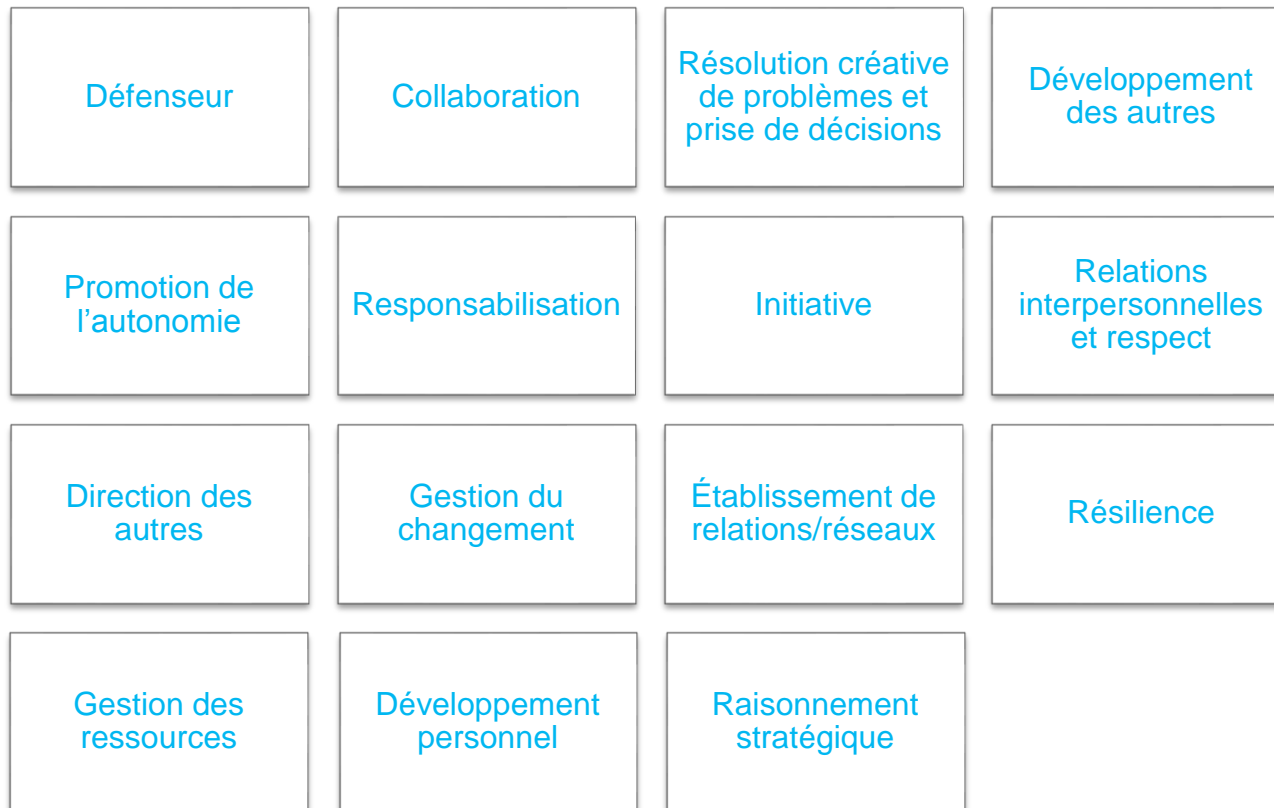 Défenseur
Collaboration
Résolution créative
de problèmes et
prise de décisions
Développement
des autres
Promotion de
l’autonomie
Responsabilisation
Initiative
Relations
interpersonnelles
et respect
Direction des
autres
Gestion du
changement
Établissement de
relations/réseaux
Résilience
Gestion des
ressources
Développement
personnel
Raisonnement
stratégique